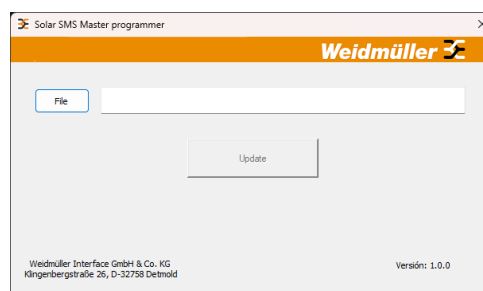 Solar SMS Master programmer
Weidmüller
File
Update
Weidmüller Interface GmbH & Co. KG
Klingenbergstraße 26, D-32758 Detmold
Versión: 1.0.0